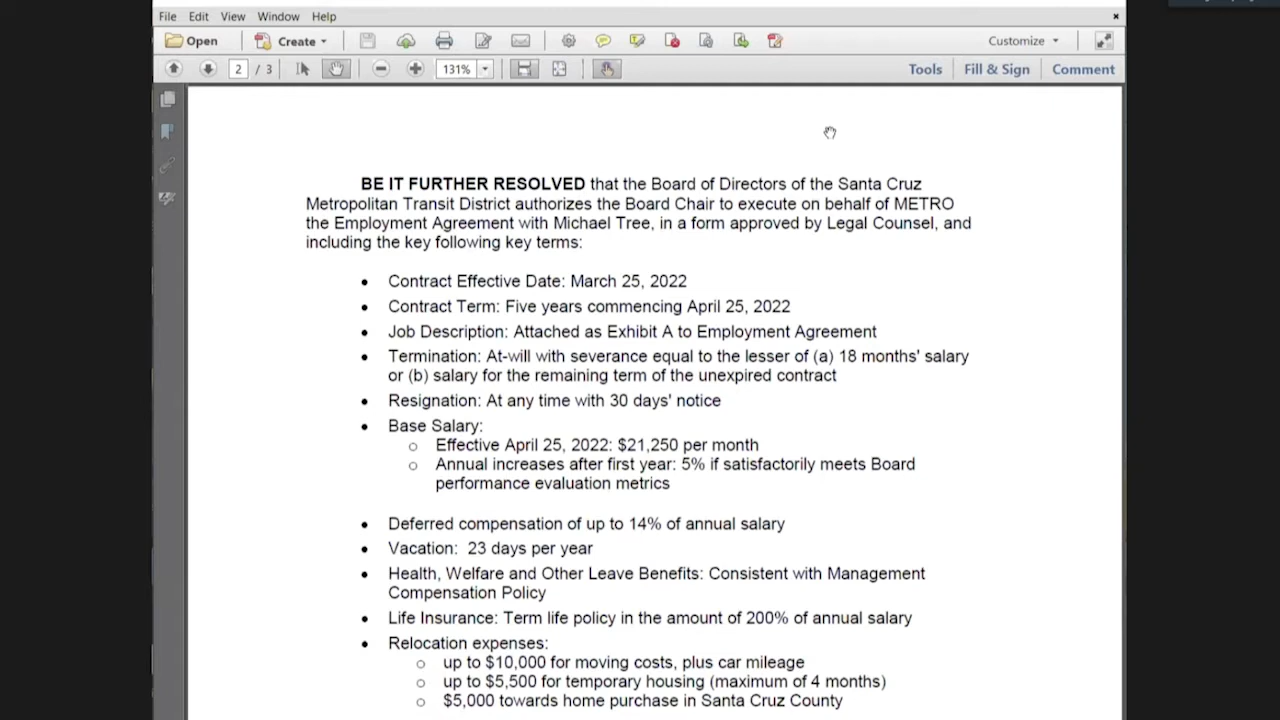 File Edit View Window Help ×
Open Create Customize
2 / 3 131% Tools Fill & Sign Comment
BE IT FURTHER RESOLVED that the Board of Directors of the Santa Cruz
Metropolitan Transit District authorizes the Board Chair to execute on behalf of METRO
the Employment Agreement with Michael Tree, in a form approved by Legal Counsel, and
including the key following key terms:
• Contract Effective Date: March 25, 2022
• Contract Term: Five years commencing April 25, 2022
• Job Description: Attached as Exhibit A to Employment Agreement
• Termination: At-will with severance equal to the lesser of (a) 18 months' salary
or (b) salary for the remaining term of the unexpired contract
• Resignation: At any time with 30 days' notice
• Base Salary:
o Effective April 25, 2022: $21,250 per month
o Annual increases after first year: 5% if satisfactorily meets Board
performance evaluation metrics
• Deferred compensation of up to 14% of annual salary
• Vacation: 23 days per year
• Health, Welfare and Other Leave Benefits: Consistent with Management
Compensation Policy
• Life Insurance: Term life policy in the amount of 200% of annual salary
• Relocation expenses:
o up to $10,000 for moving costs, plus car mileage
o up to $5,500 for temporary housing (maximum of 4 months)
o $5,000 towards home purchase in Santa Cruz County